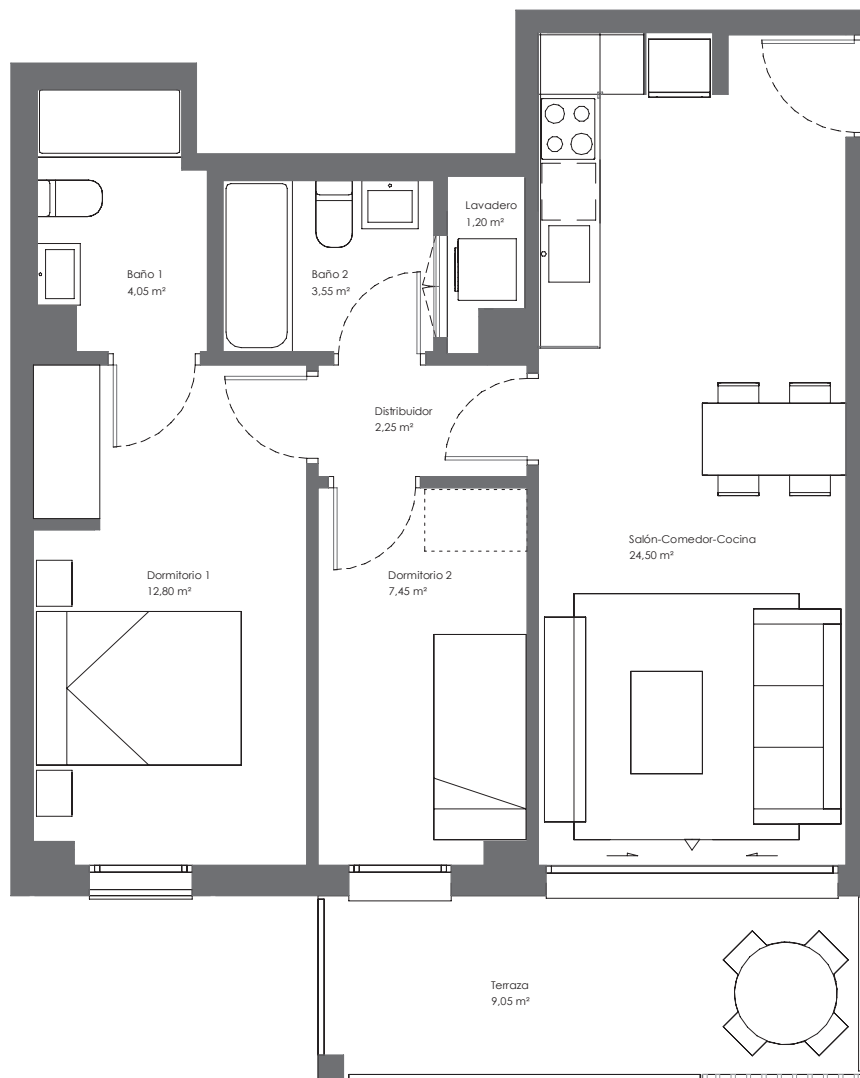 Lavadero
1,20 m²
Baño 1
4,05 m²
Baño 2
3,55 m²
Distribuidor
2,25 m²
Salón-Comedor-Cocina
24,50 m²
Dormitorio 1
12,80 m²
Dormitorio 2
7,45 m²
Terraza
9,05 m²